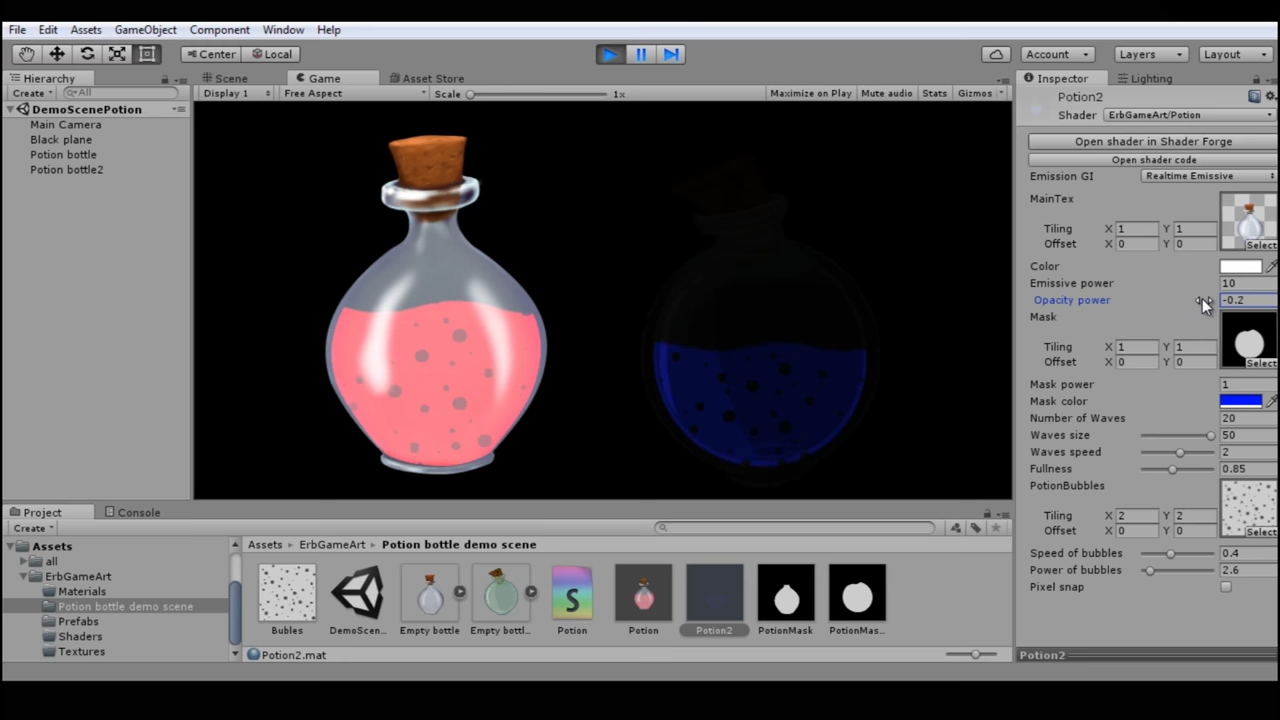 File Edit Assets GameObject Component Window Help
Center Local Account Layers Layout
Hierarchy Scene Game Asset Store Inspector Lighting
Create All Display 1 Free Aspect Scale 1x Maximize on Play Mute audio Stats Gizmos
DemoScenePotion
Main Camera
Black plane
Potion bottle
Potion bottle2
Potion2
Shader ErbGameArt/Potion
Open shader in Shader Forge
Open shader code
Emission GI Realtime Emissive
MainTex
Tiling X 1 Y 1
Offset X 0 Y 0 Select
Color
Emissive power 10
Opacity power -0.2
Mask
Tiling X 1 Y 1
Offset X 0 Y 0 Select
Mask power 1
Mask color
Number of Waves 20
Waves size 50
Waves speed 2
Fullness 0.85
PotionBubbles
Tiling X 2 Y 2
Offset X 0 Y 0 Select
Speed of bubbles 0.4
Power of bubbles 2.6
Pixel snap
Potion2
Project Console
Create
Assets
all
ErbGameArt
Materials
Potion bottle demo scene
Prefabs
Shaders
Textures
Assets ErbGameArt Potion bottle demo scene
S
Bubles DemoScen... Empty bottle Empty bottl... Potion Potion Potion2 PotionMask PotionMas...
Potion2.mat